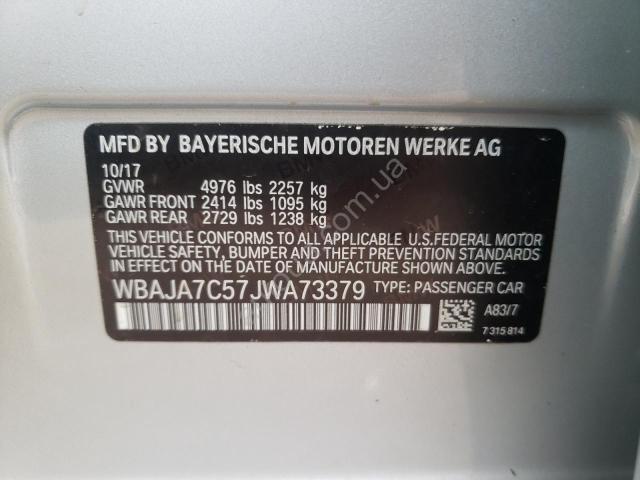 MFD BY BAYERISCHE MOTOREN WERKE AG
10/17
GVWR 4976 lbs 2257 kg
GAWR FRONT 2414 lbs 1095 kg
GAWR REAR 2729 lbs 1238 kg
THIS VEHICLE CONFORMS TO ALL APPLICABLE U.S.FEDERAL MOTOR
VEHICLE SAFETY, BUMPER AND THEFT PREVENTION STANDARDS
IN EFFECT ON THE DATE OF MANUFACTURE SHOWN ABOVE.
WBAJA7C57JWA73379 TYPE: PASSENGER CAR
A83/7
7 315 814